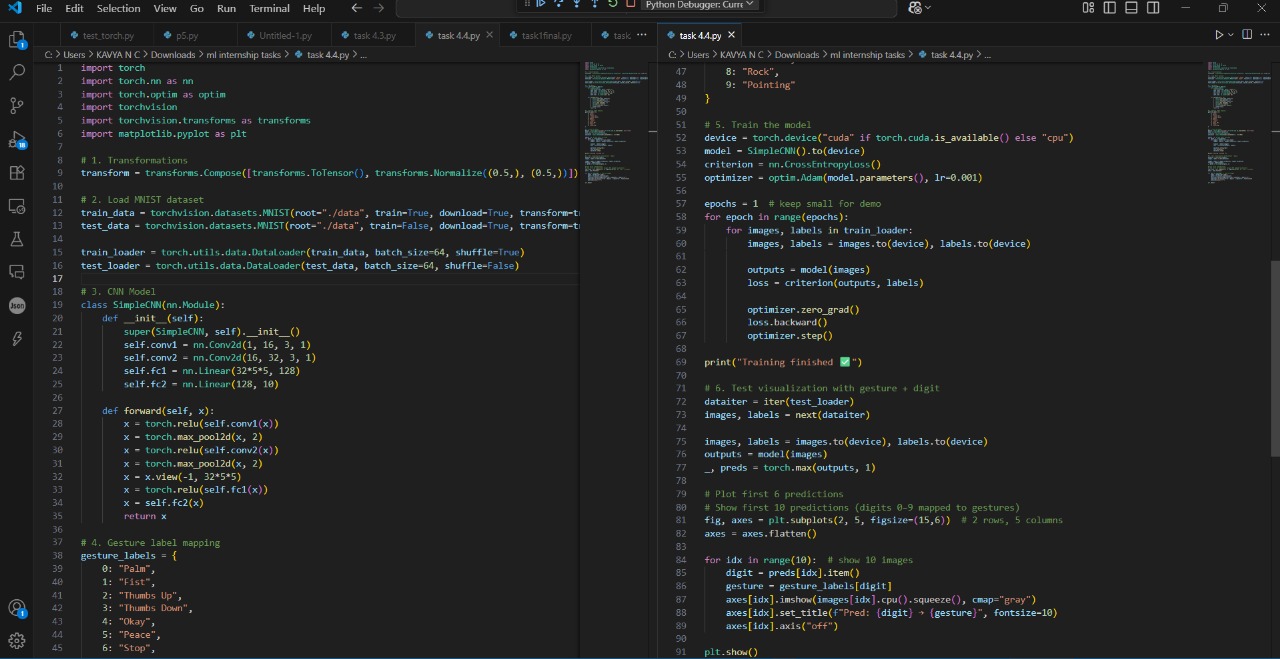 File Edit Selection View Go Run Terminal Help
Python Debugger: Curr
test_torch.py p5.py Untitled-1.py task 4.3.py task 4.4.py task1final.py task
C: > Users > KAVYA N C > Downloads > ml internship tasks > task 4.4.py > ...
1 import torch
2 import torch.nn as nn
3 import torch.optim as optim
4 import torchvision
5 import torchvision.transforms as transforms
6 import matplotlib.pyplot as plt
7
8 # 1. Transformations
9 transform = transforms.Compose([transforms.ToTensor(), transforms.Normalize((0.5,), (0.5,))])
10
11 # 2. Load MNIST dataset
12 train_data = torchvision.datasets.MNIST(root="./data", train=True, download=True, transform=t
13 test_data = torchvision.datasets.MNIST(root="./data", train=False, download=True, transform=t
14
15 train_loader = torch.utils.data.DataLoader(train_data, batch_size=64, shuffle=True)
16 test_loader = torch.utils.data.DataLoader(test_data, batch_size=64, shuffle=False)
17
18 # 3. CNN Model
19 class SimpleCNN(nn.Module):
20 def __init__(self):
21 super(SimpleCNN, self).__init__()
22 self.conv1 = nn.Conv2d(1, 16, 3, 1)
23 self.conv2 = nn.Conv2d(16, 32, 3, 1)
24 self.fc1 = nn.Linear(32*5*5, 128)
25 self.fc2 = nn.Linear(128, 10)
26
27 def forward(self, x):
28 x = torch.relu(self.conv1(x))
29 x = torch.max_pool2d(x, 2)
30 x = torch.relu(self.conv2(x))
31 x = torch.max_pool2d(x, 2)
32 x = x.view(-1, 32*5*5)
33 x = torch.relu(self.fc1(x))
34 x = self.fc2(x)
35 return x
36
37 # 4. Gesture label mapping
38 gesture_labels = {
39 0: "Palm",
40 1: "Fist",
41 2: "Thumbs Up",
42 3: "Thumbs Down",
43 4: "Okay",
44 5: "Peace",
45 6: "Stop",
task 4.4.py
C: > Users > KAVYA N C > Downloads > ml internship tasks > task 4.4.py > ...
47 8: "Rock",
48 9: "Pointing"
49 }
50
51 # 5. Train the model
52 device = torch.device("cuda" if torch.cuda.is_available() else "cpu")
53 model = SimpleCNN().to(device)
54 criterion = nn.CrossEntropyLoss()
55 optimizer = optim.Adam(model.parameters(), lr=0.001)
56
57 epochs = 1 # keep small for demo
58 for epoch in range(epochs):
59 for images, labels in train_loader:
60 images, labels = images.to(device), labels.to(device)
61
62 outputs = model(images)
63 loss = criterion(outputs, labels)
64
65 optimizer.zero_grad()
66 loss.backward()
67 optimizer.step()
68
69 print("Training finished ✅")
70
71 # 6. Test visualization with gesture + digit
72 dataiter = iter(test_loader)
73 images, labels = next(dataiter)
74
75 images, labels = images.to(device), labels.to(device)
76 outputs = model(images)
77 _, preds = torch.max(outputs, 1)
78
79 # Plot first 6 predictions
80 # Show first 10 predictions (digits 0-9 mapped to gestures)
81 fig, axes = plt.subplots(2, 5, figsize=(15,6)) # 2 rows, 5 columns
82 axes = axes.flatten()
83
84 for idx in range(10): # show 10 images
85 digit = preds[idx].item()
86 gesture = gesture_labels[digit]
87 axes[idx].imshow(images[idx].cpu().squeeze(), cmap="gray")
88 axes[idx].set_title(f"Pred: {digit} → {gesture}", fontsize=10)
89 axes[idx].axis("off")
90
91 plt.show()